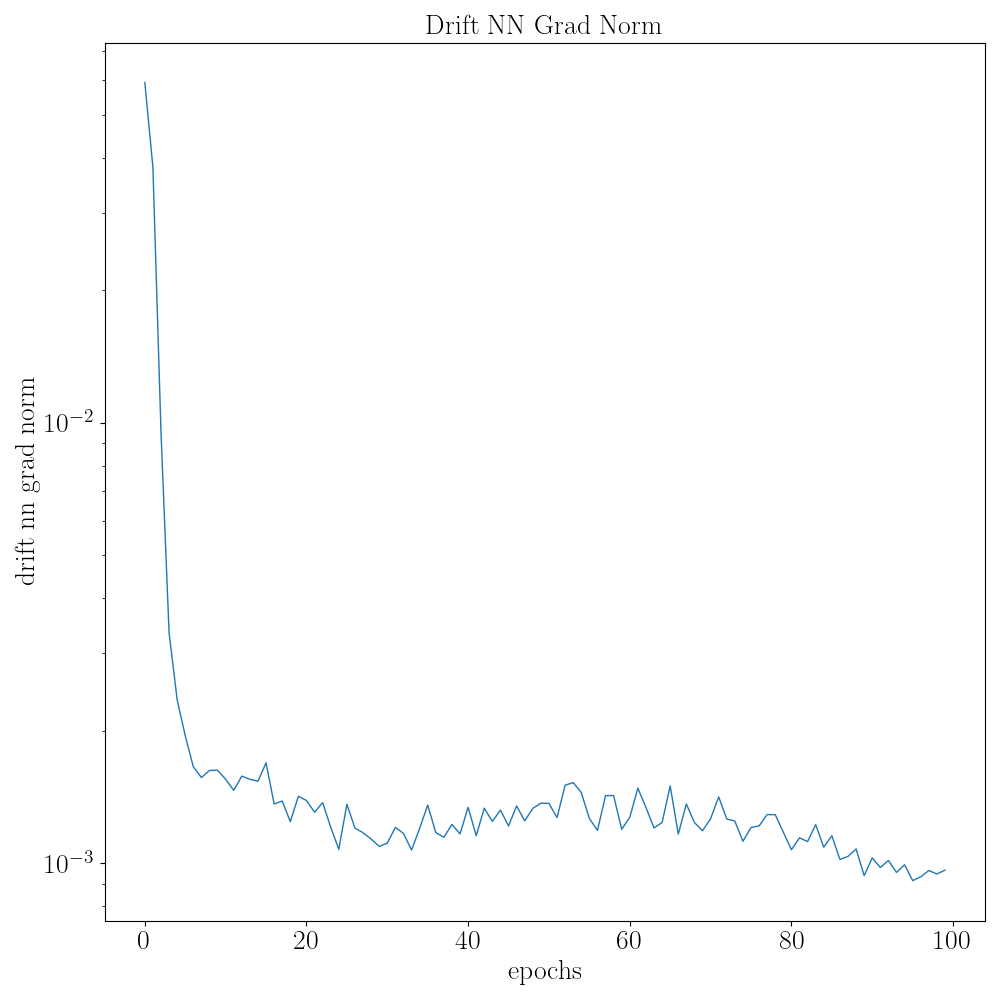 Drift NN Grad Norm
drift nn grad norm
10⁻²
10⁻³
0 20 40 60 80 100
epochs